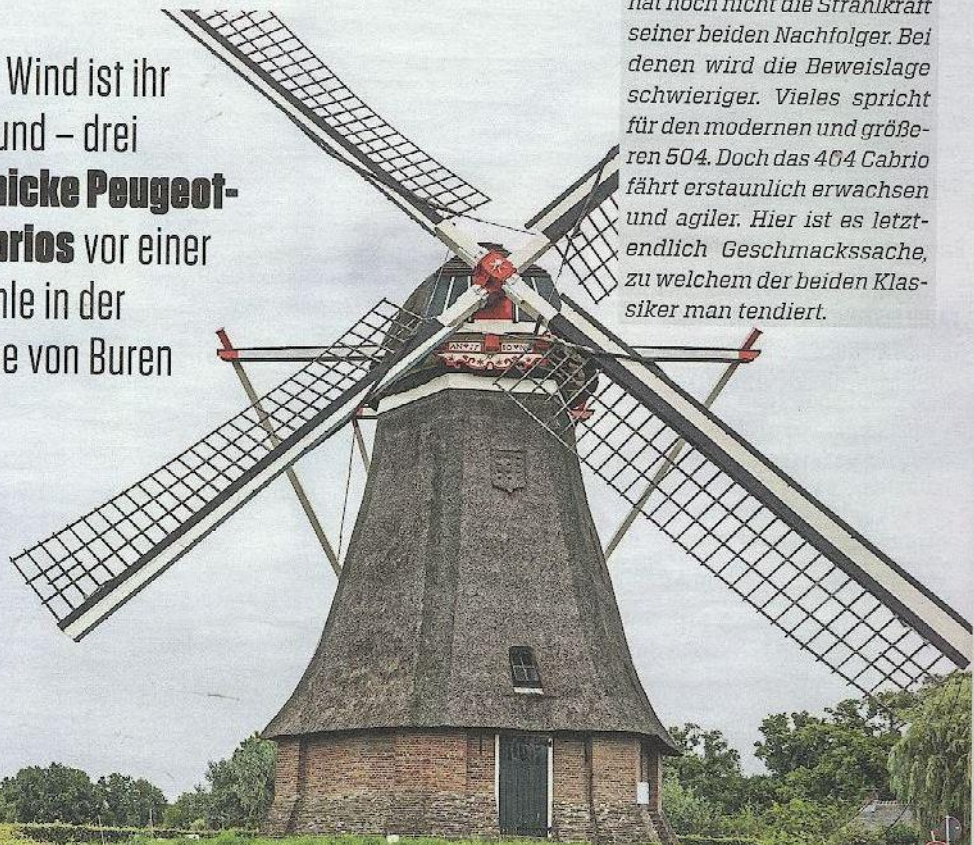 Wind ist ihr
und – drei
hicke Peugeot-
brios vor einer
hle in der
e von Buren
hat noch nicht die Strahlkraft
seiner beiden Nachfolger. Bei
denen wird die Beweislage
schwieriger. Vieles spricht
für den modernen und größe-
ren 504. Doch das 404 Cabrio
fährt erstaunlich erwachsen
und agiler. Hier ist es letzt-
endlich Geschmackssache,
zu welchem der beiden Klas-
siker man tendiert.